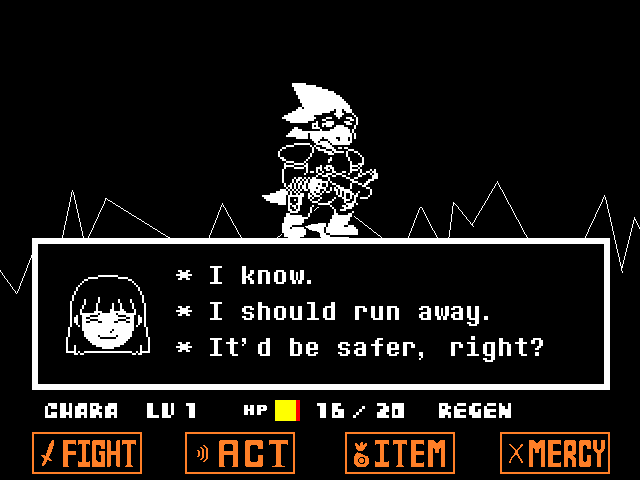 * I know.
* I should run away.
* It'd be safer, right?
CHARA LV 1 HP 16 / 20 REGEN
FIGHT ACT ITEM MERCY